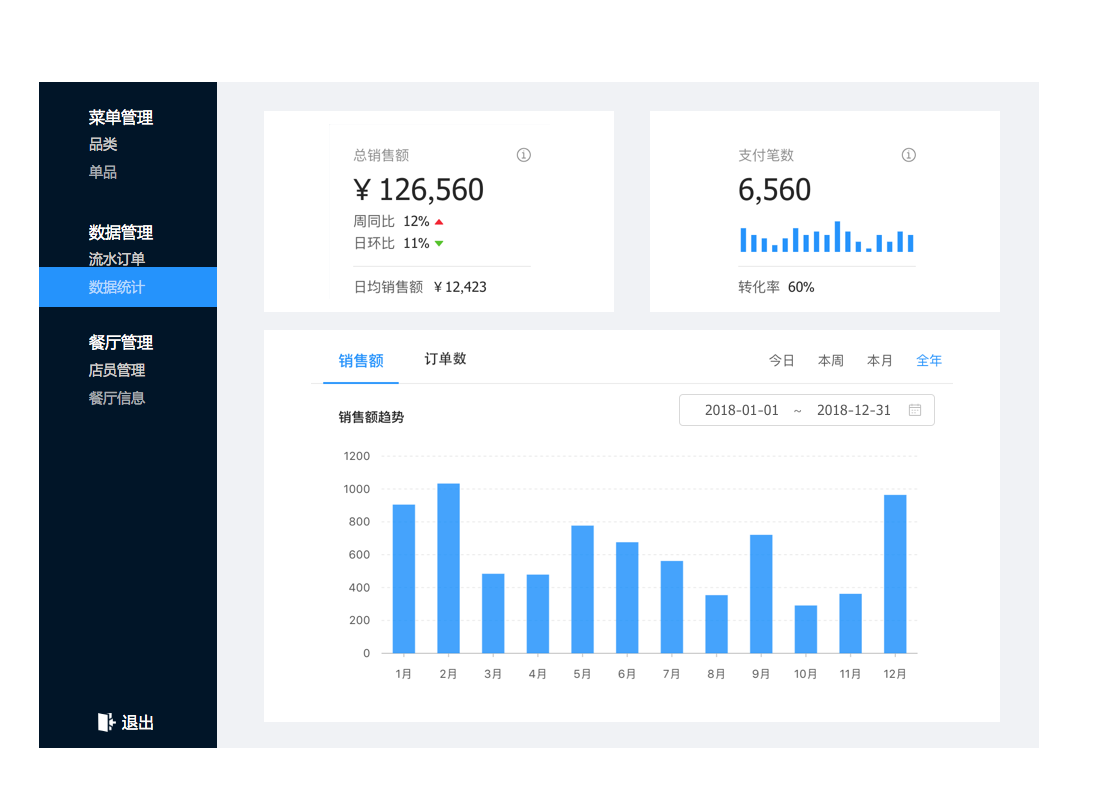 菜单管理
品类
单品
数据管理
流水订单
数据统计
餐厅管理
店员管理
餐厅信息
退出
总销售额
¥ 126,560
周同比 12%
日环比 11%
日均销售额 ¥ 12,423
支付笔数
6,560
转化率 60%
销售额 订单数 今日 本周 本月 全年
销售额趋势 2018-01-01 ~ 2018-12-31
1200
1000
800
600
400
200
0
1月 2月 3月 4月 5月 6月 7月 8月 9月 10月 11月 12月